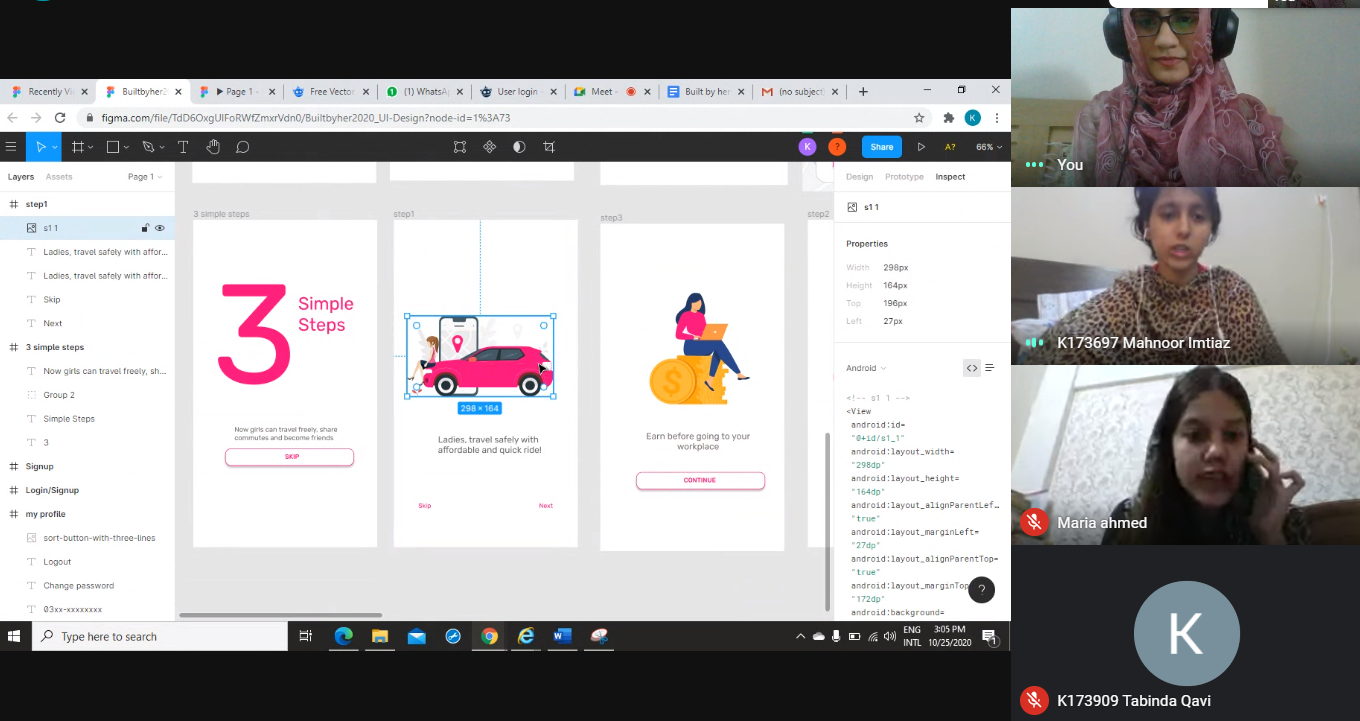 Recently Vi
Builtbyher2
Page 1 -
Free Vector
(1) WhatsA
User login -
Meet -
Built by her
(no subject)
figma.com/file/TdD6OxgUIFoRWfZmxrVdn0/Builtbyher2020_UI-Design?node-id=1%3A73
K
K
?
Share
A?
66%
Layers
Assets
Page 1
step1
s1 1
Ladies, travel safely with affor...
Ladies, travel safely with affor...
Skip
Next
3 simple steps
Now girls can travel freely, sh...
Group 2
Simple Steps
3
Signup
Login/Signup
my profile
sort-button-with-three-lines
Logout
Change password
03xx-xxxxxxxx
3 simple steps
3
Simple
Steps
Now girls can travel freely, share
commutes and become friends
SKIP
step1
298 × 164
Ladies, travel safely with
affordable and quick ride!
Skip
Next
step3
Earn before going to your
workplace
CONTINUE
step2
Design
Prototype
Inspect
s1 1
Properties
Width 298px
Height 164px
Top 196px
Left 27px
Android
<!-- s1 1 -->
<View
android:id=
"@+id/s1_1"
android:layout_width=
"298dp"
android:layout_height=
"164dp"
android:layout_alignParentLef…
"true"
android:layout_marginLeft=
"27dp"
android:layout_alignParentTop=
"true"
android:layout_marginTop
"172dp"
android:background=
?
Type here to search
ENG
INTL
3:05 PM
10/25/2020
1
You
K173697 Mahnoor Imtiaz
Maria ahmed
K
K173909 Tabinda Qavi